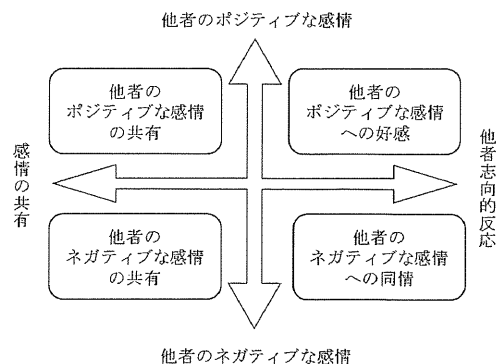 他者のポジティブな感情
他者の
ポジティブな感情
の共有
他者の
ポジティブな感情
への好感
感情の共有
他者志向的反応
他者の
ネガティブな感情
の共有
他者の
ネガティブな感情
への同情
他者のネガティブな感情